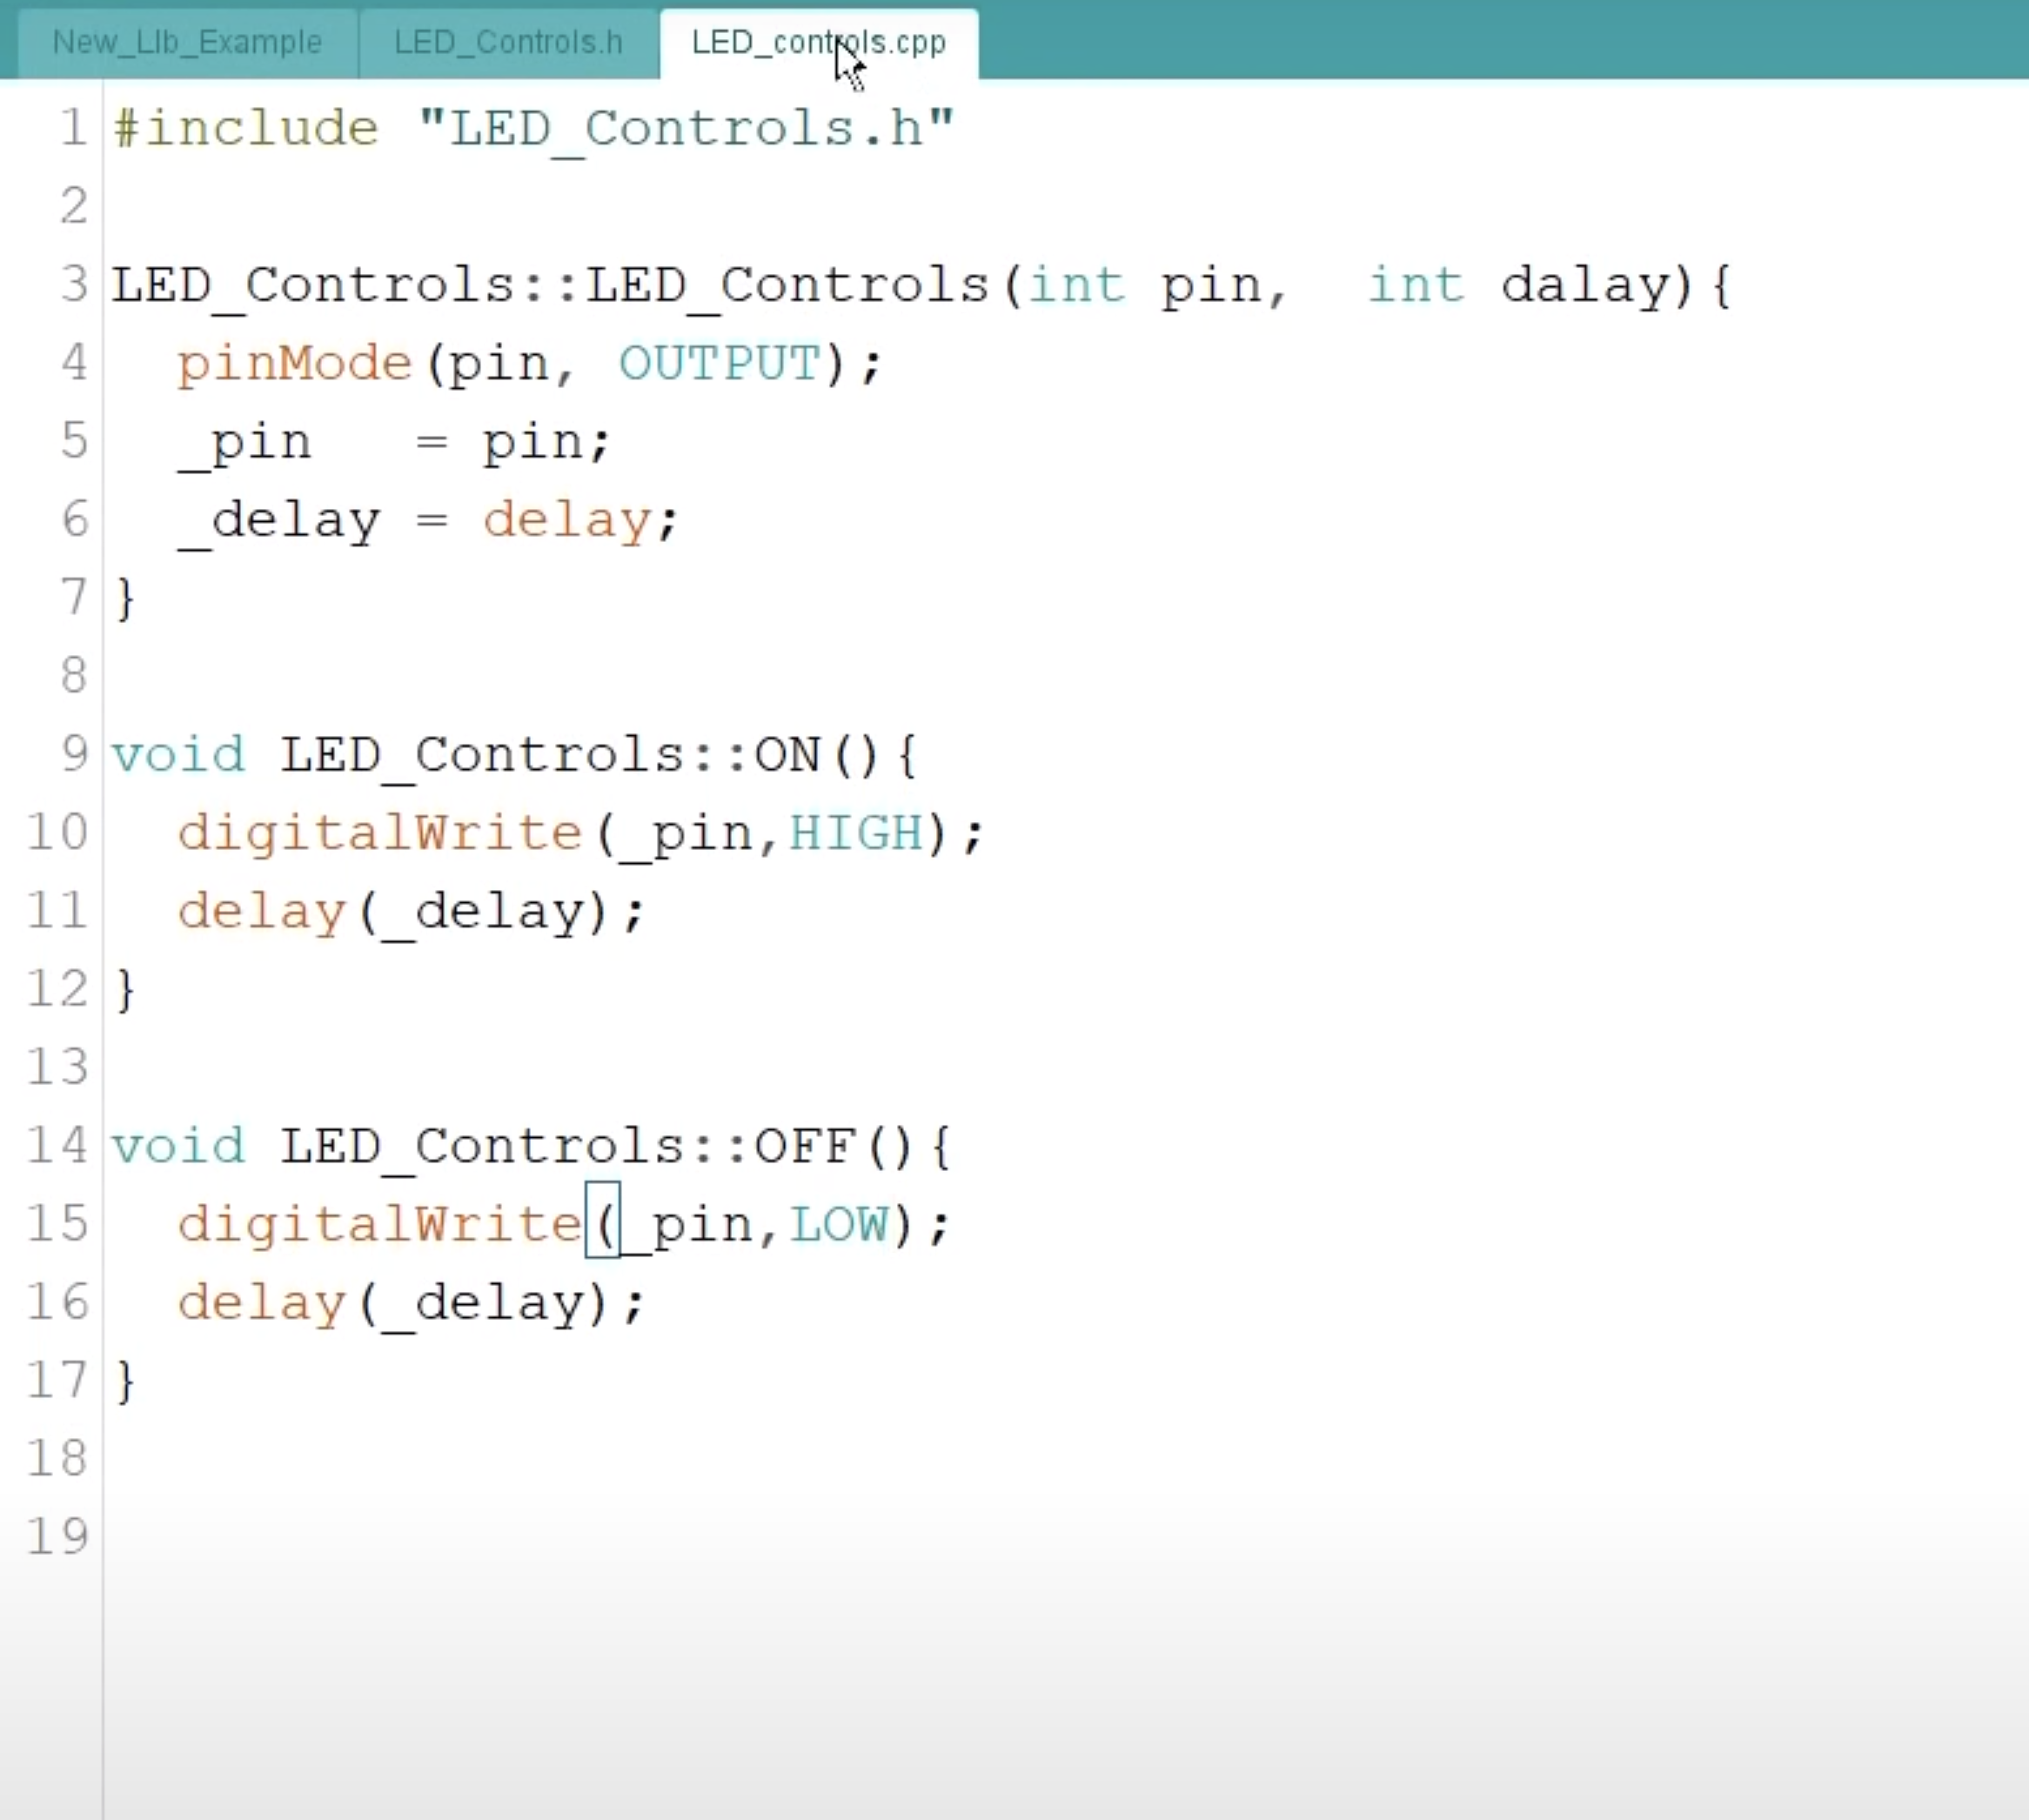 New_LIb_Example LED_Controls.h LED_controls.cpp
1 #include "LED_Controls.h"
2
3 LED_Controls::LED_Controls(int pin,  int dalay){
4   pinMode(pin, OUTPUT);
5   _pin   = pin;
6   _delay = delay;
7 }
8
9 void LED_Controls::ON(){
10   digitalWrite(_pin,HIGH);
11   delay(_delay);
12 }
13
14 void LED_Controls::OFF(){
15   digitalWrite(_pin,LOW);
16   delay(_delay);
17 }
18
19